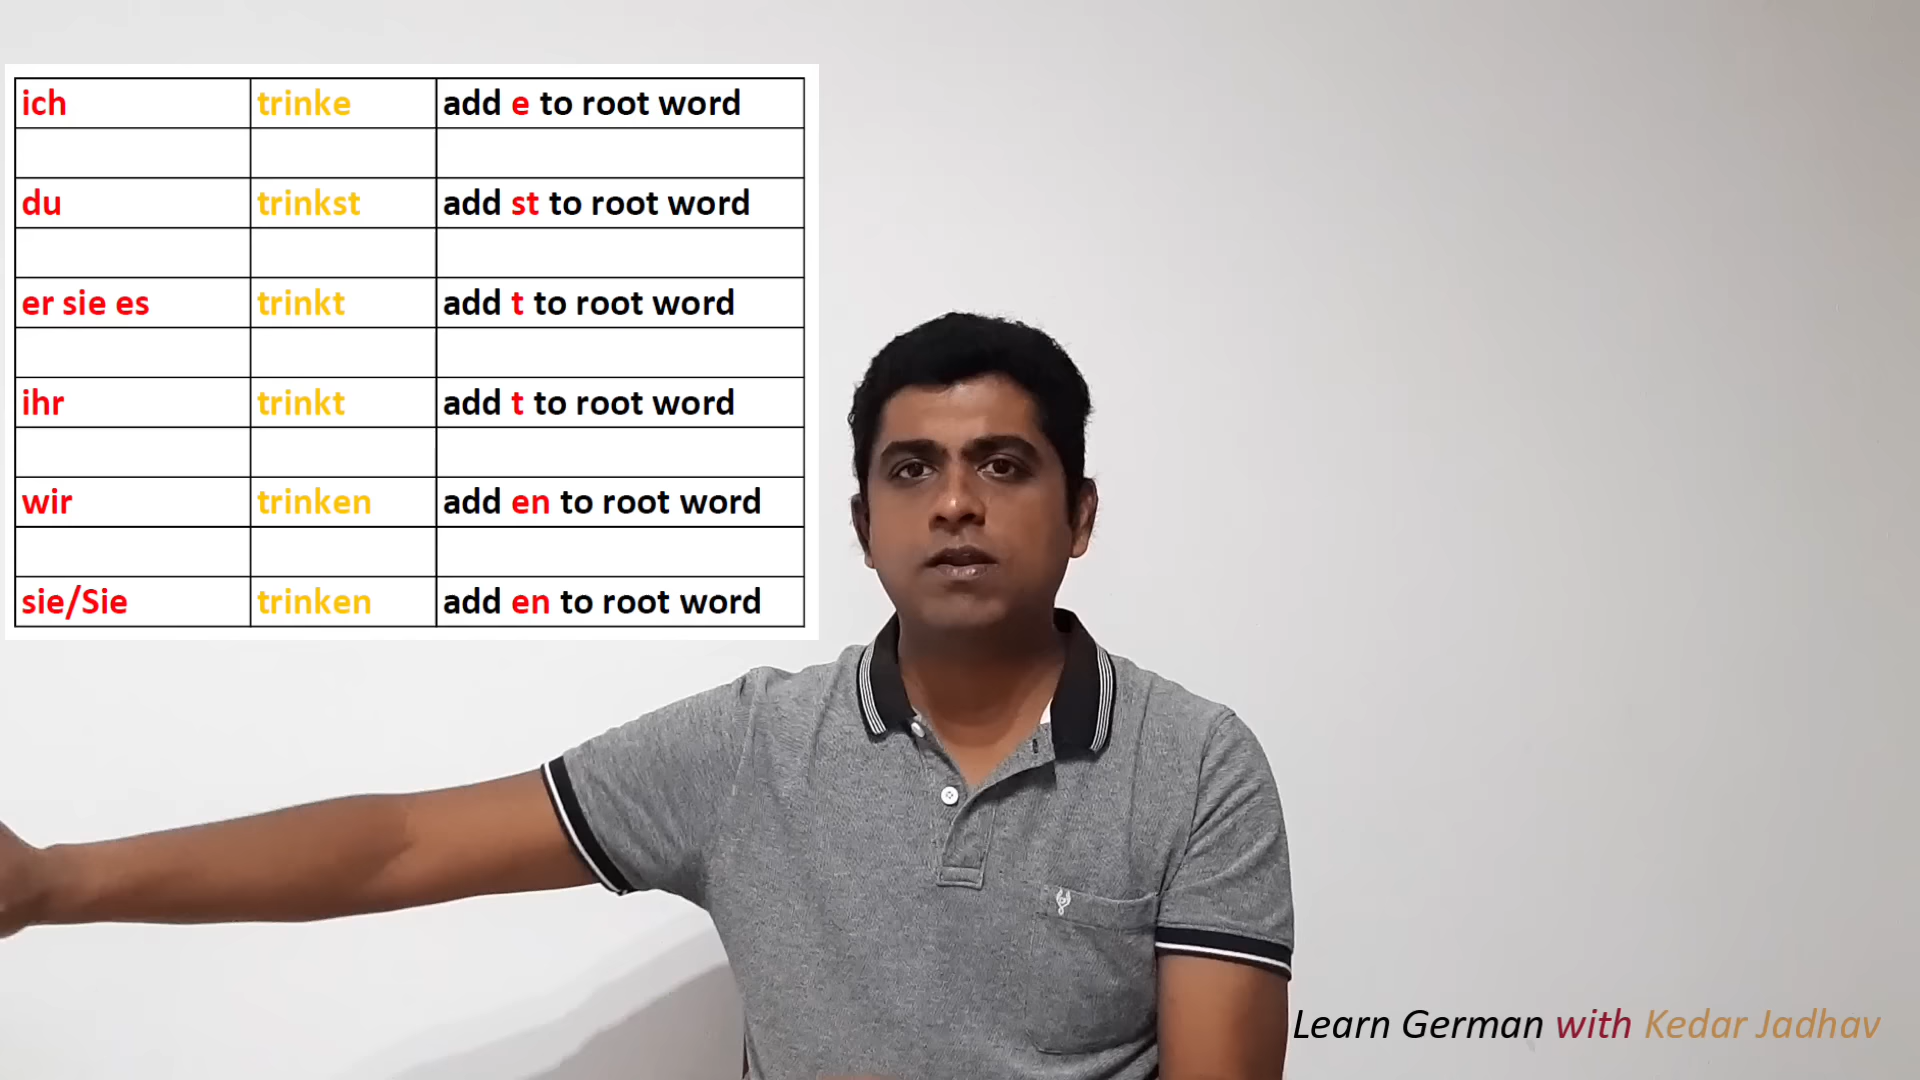 ich trinke add e to root word
du trinkst add st to root word
er sie es trinkt add t to root word
ihr trinkt add t to root word
wir trinken add en to root word
sie/Sie trinken add en to root word
Learn German with Kedar Jadhav